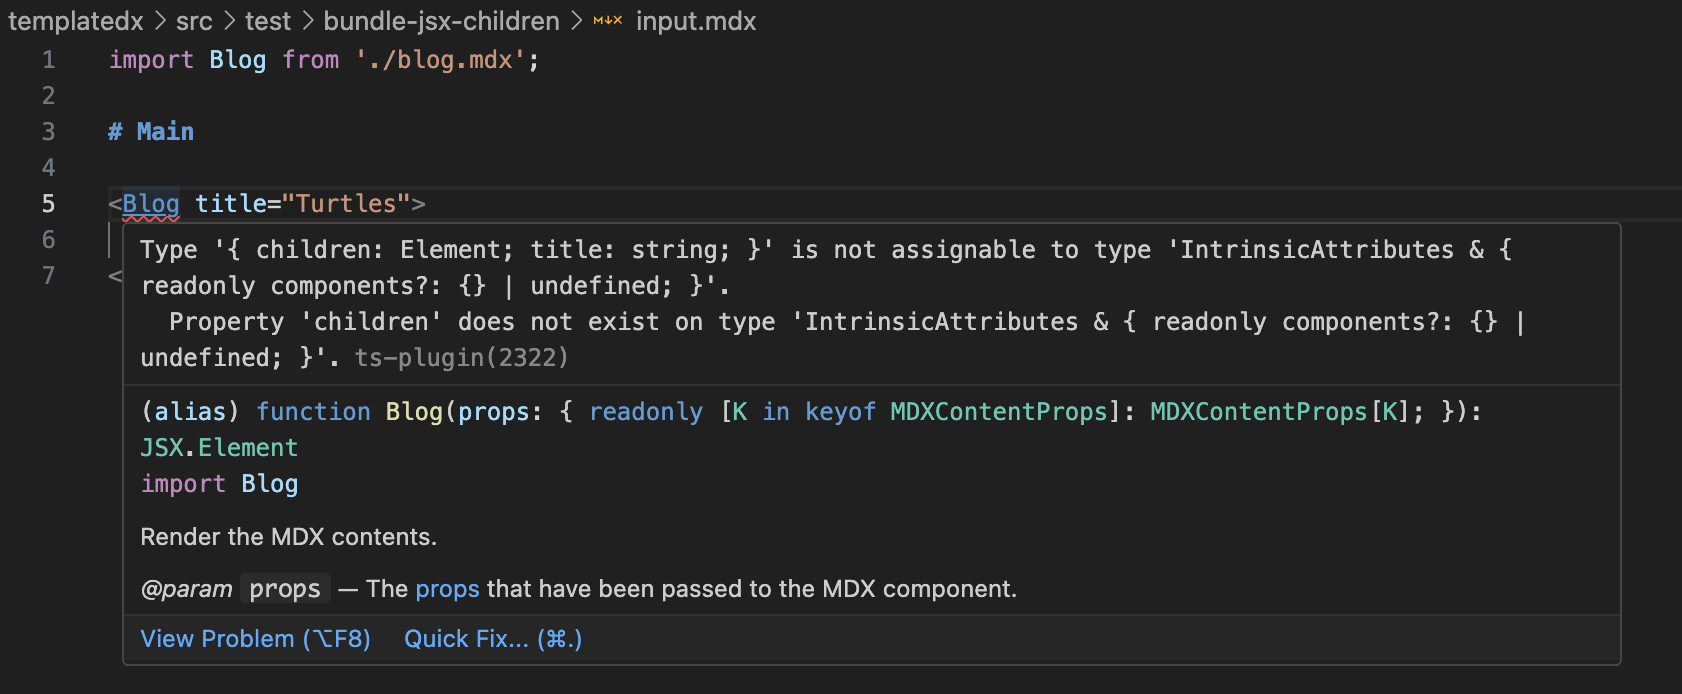 templatedx > src > test > bundle-jsx-children > input.mdx
1 import Blog from './blog.mdx';
2
3 # Main
4
5 <Blog title="Turtles">
6
7 <
Type '{ children: Element; title: string; }' is not assignable to type 'IntrinsicAttributes & {
readonly components?: {} | undefined; }'.
Property 'children' does not exist on type 'IntrinsicAttributes & { readonly components?: {} |
undefined; }'. ts-plugin(2322)
(alias) function Blog(props: { readonly [K in keyof MDXContentProps]: MDXContentProps[K]; }):
JSX.Element
import Blog
Render the MDX contents.
@param props — The props that have been passed to the MDX component.
View Problem (⌥F8) Quick Fix... (⌘.)